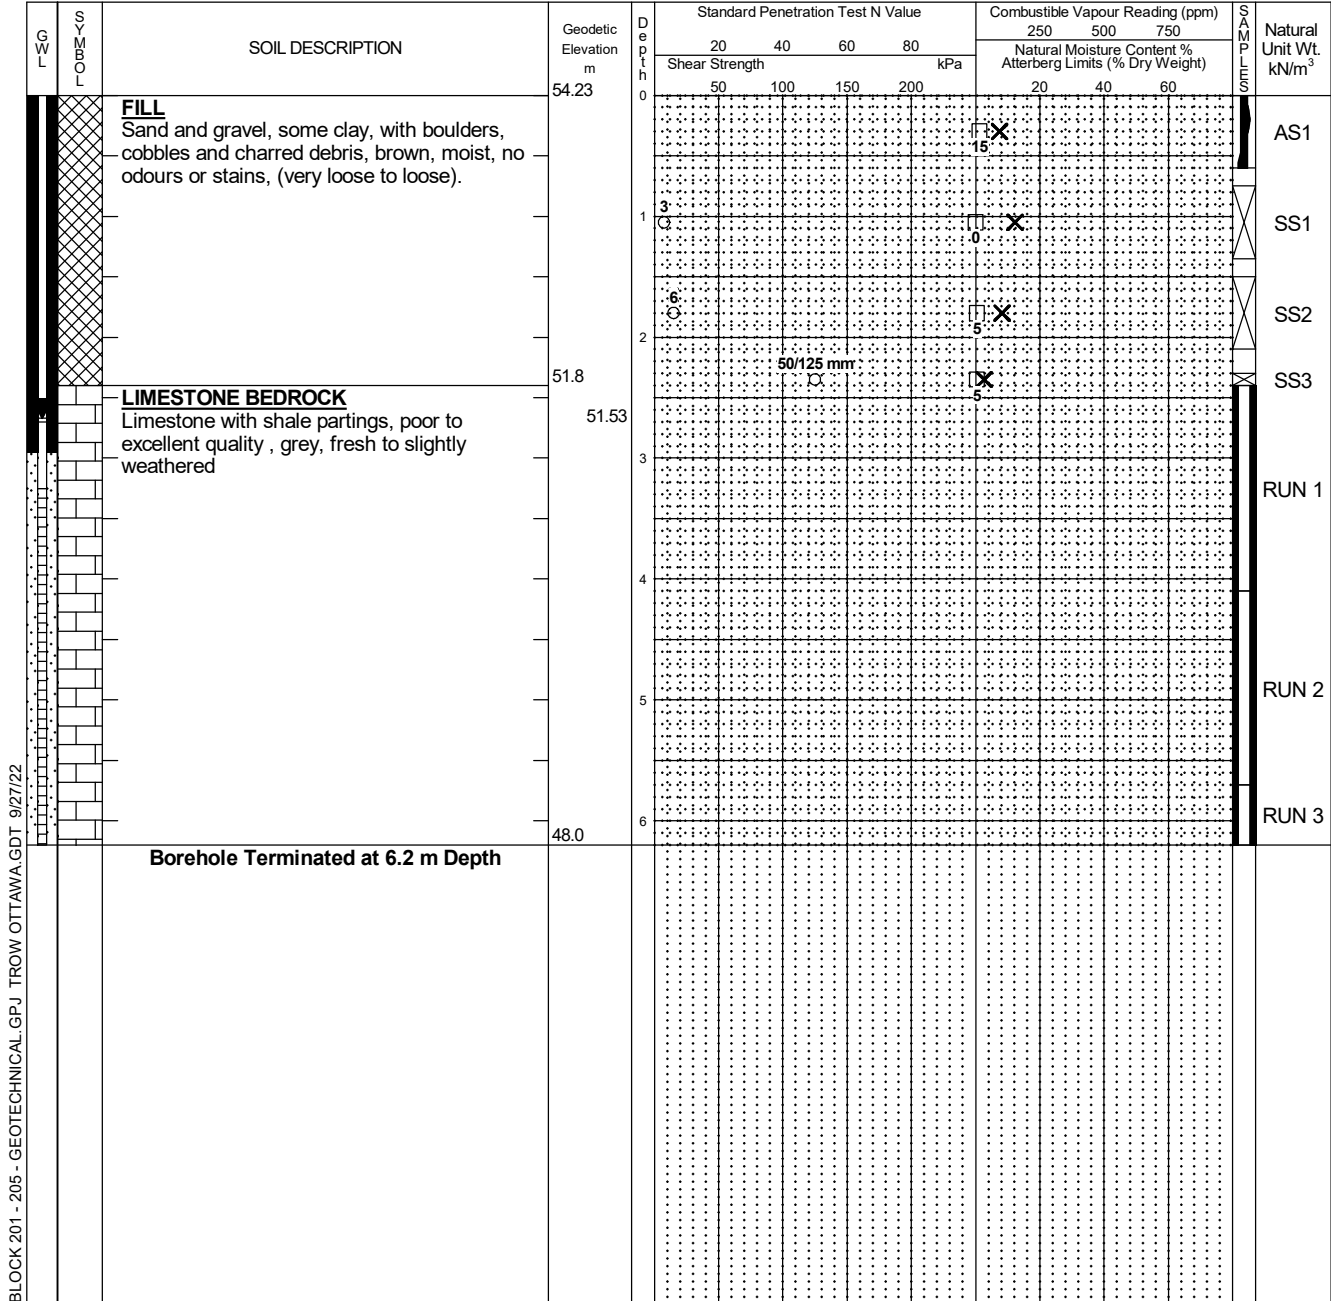 GWL
SYMBOL
SOIL DESCRIPTION
Geodetic
Elevation
m
Depth
Standard Penetration Test N Value
20 40 60 80
Shear Strength kPa
50 100 150 200
Combustible Vapour Reading (ppm)
250 500 750
Natural Moisture Content %
Atterberg Limits (% Dry Weight)
20 40 60
SAMPLES
Natural
Unit Wt.
kN/m³
54.23
0
FILL
Sand and gravel, some clay, with boulders,
cobbles and charred debris, brown, moist, no
odours or stains, (very loose to loose).
15
AS1
3
1
0
SS1
6
5
SS2
2
50/125 mm
51.8
5
SS3
LIMESTONE BEDROCK
Limestone with shale partings, poor to
excellent quality , grey, fresh to slightly
weathered
51.53
3
RUN 1
4
5
RUN 2
6
RUN 3
48.0
Borehole Terminated at 6.2 m Depth
BLOCK 201 - 205 - GEOTECHNICAL.GPJ TROW OTTAWA.GDT 9/27/22